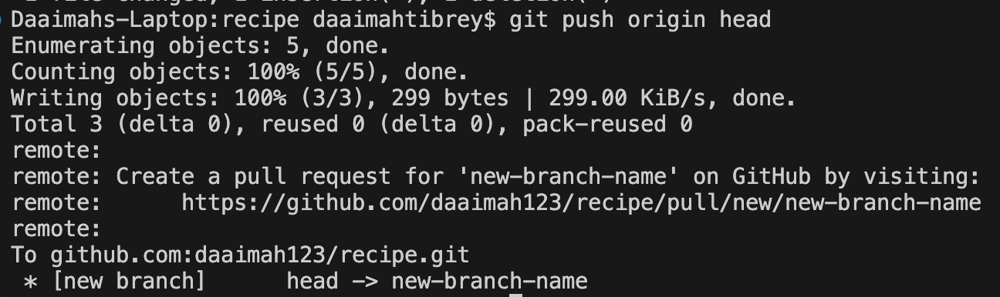 Daaimahs-Laptop:recipe daaimahtibrey$ git push origin head
Enumerating objects: 5, done.
Counting objects: 100% (5/5), done.
Writing objects: 100% (3/3), 299 bytes | 299.00 KiB/s, done.
Total 3 (delta 0), reused 0 (delta 0), pack-reused 0
remote:
remote: Create a pull request for 'new-branch-name' on GitHub by visiting:
remote:      https://github.com/daaimah123/recipe/pull/new/new-branch-name
remote:
To github.com:daaimah123/recipe.git
 * [new branch]      head -> new-branch-name